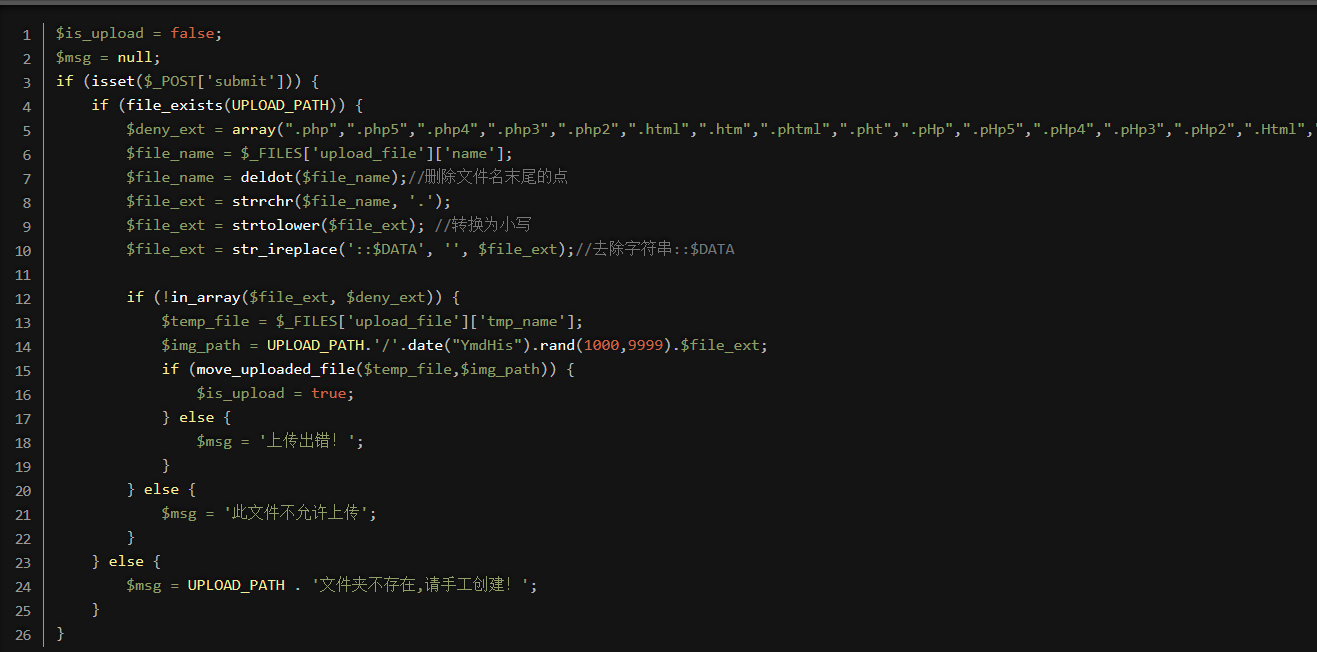 1 $is_upload = false;
2 $msg = null;
3 if (isset($_POST['submit'])) {
4 if (file_exists(UPLOAD_PATH)) {
5 $deny_ext = array(".php",".php5",".php4",".php3",".php2",".html",".htm",".phtml",".pht",".pHp",".pHp5",".pHp4",".pHp3",".pHp2",".Html",
6 $file_name = $_FILES['upload_file']['name'];
7 $file_name = deldot($file_name);//删除文件名末尾的点
8 $file_ext = strrchr($file_name, '.');
9 $file_ext = strtolower($file_ext); //转换为小写
10 $file_ext = str_ireplace('::$DATA', '', $file_ext);//去除字符串::$DATA
11
12 if (!in_array($file_ext, $deny_ext)) {
13 $temp_file = $_FILES['upload_file']['tmp_name'];
14 $img_path = UPLOAD_PATH.'/'.date("YmdHis").rand(1000,9999).$file_ext;
15 if (move_uploaded_file($temp_file,$img_path)) {
16 $is_upload = true;
17 } else {
18 $msg = '上传出错！';
19 }
20 } else {
21 $msg = '此文件不允许上传';
22 }
23 } else {
24 $msg = UPLOAD_PATH . '文件夹不存在,请手工创建！';
25 }
26 }